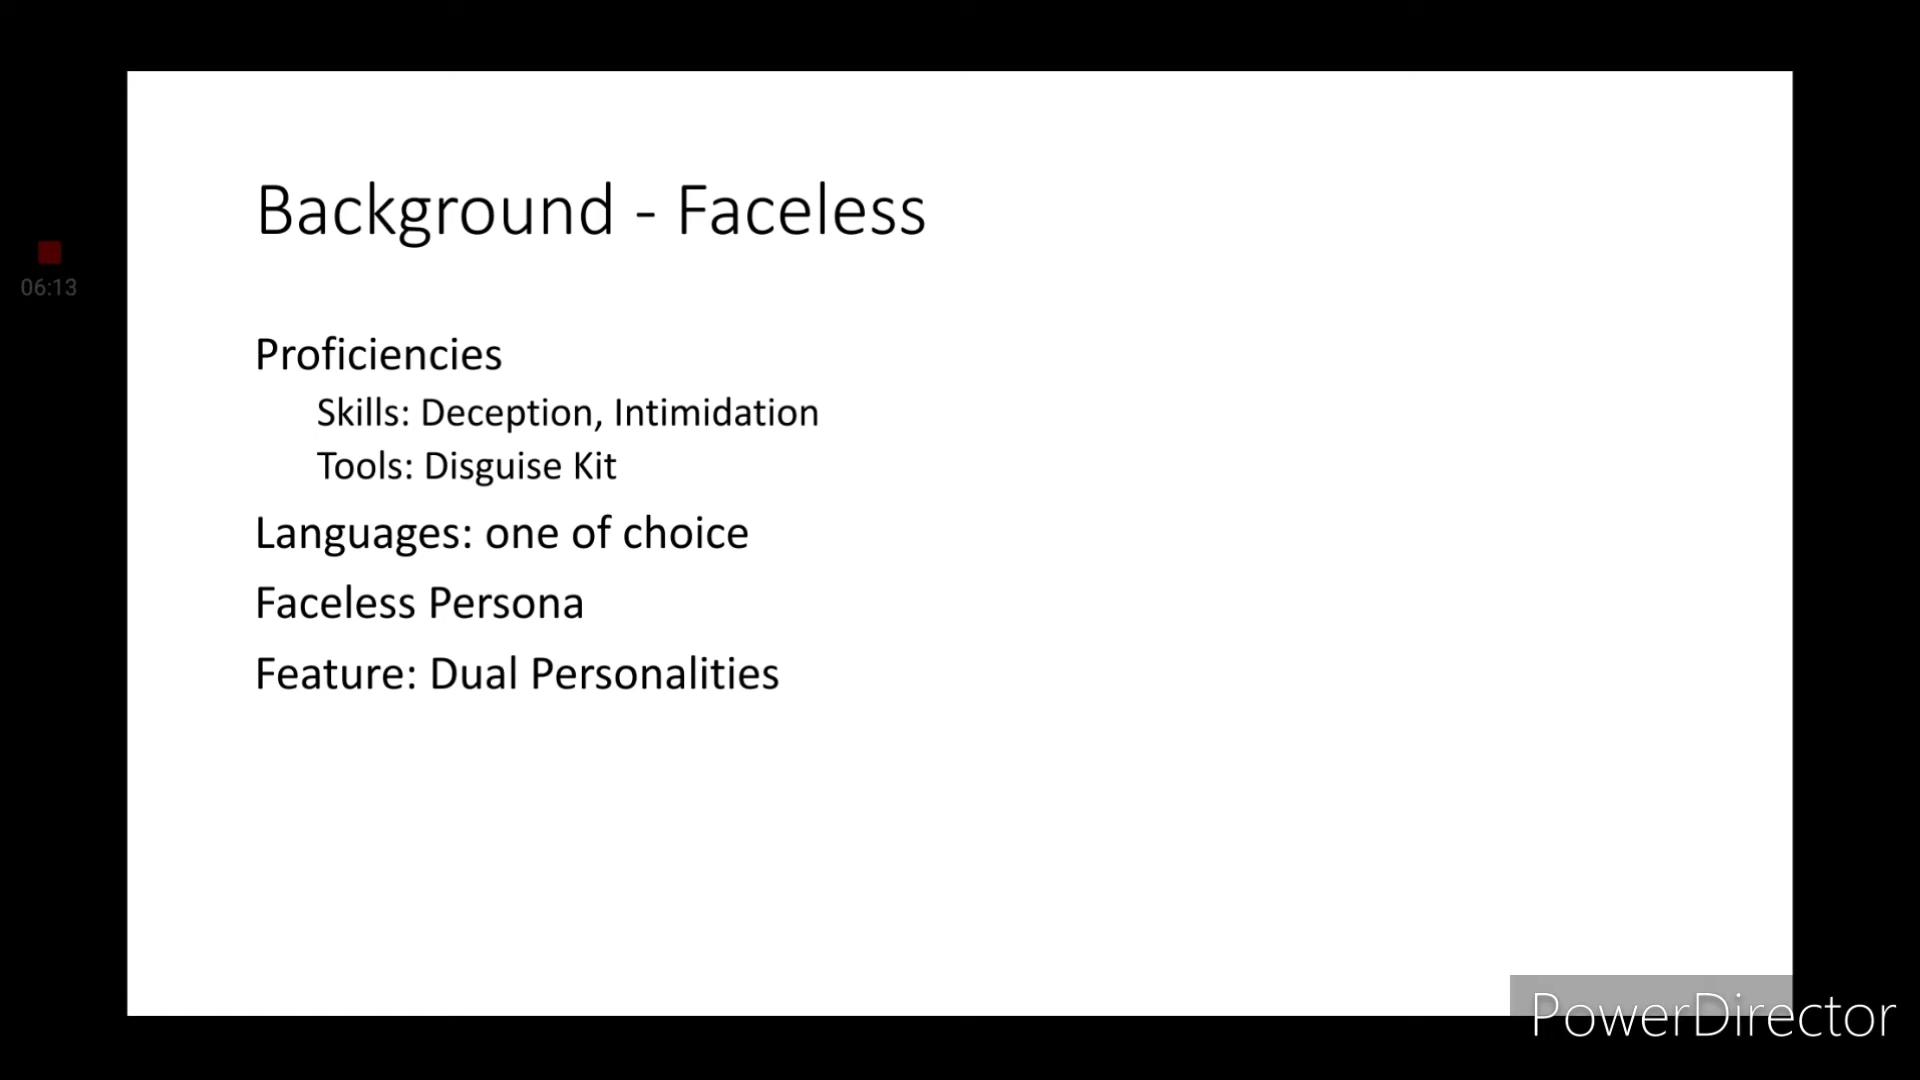 Background - Faceless
06:13
Proficiencies
Skills: Deception, Intimidation
Tools: Disguise Kit
Languages: one of choice
Faceless Persona
Feature: Dual Personalities
PowerDirector